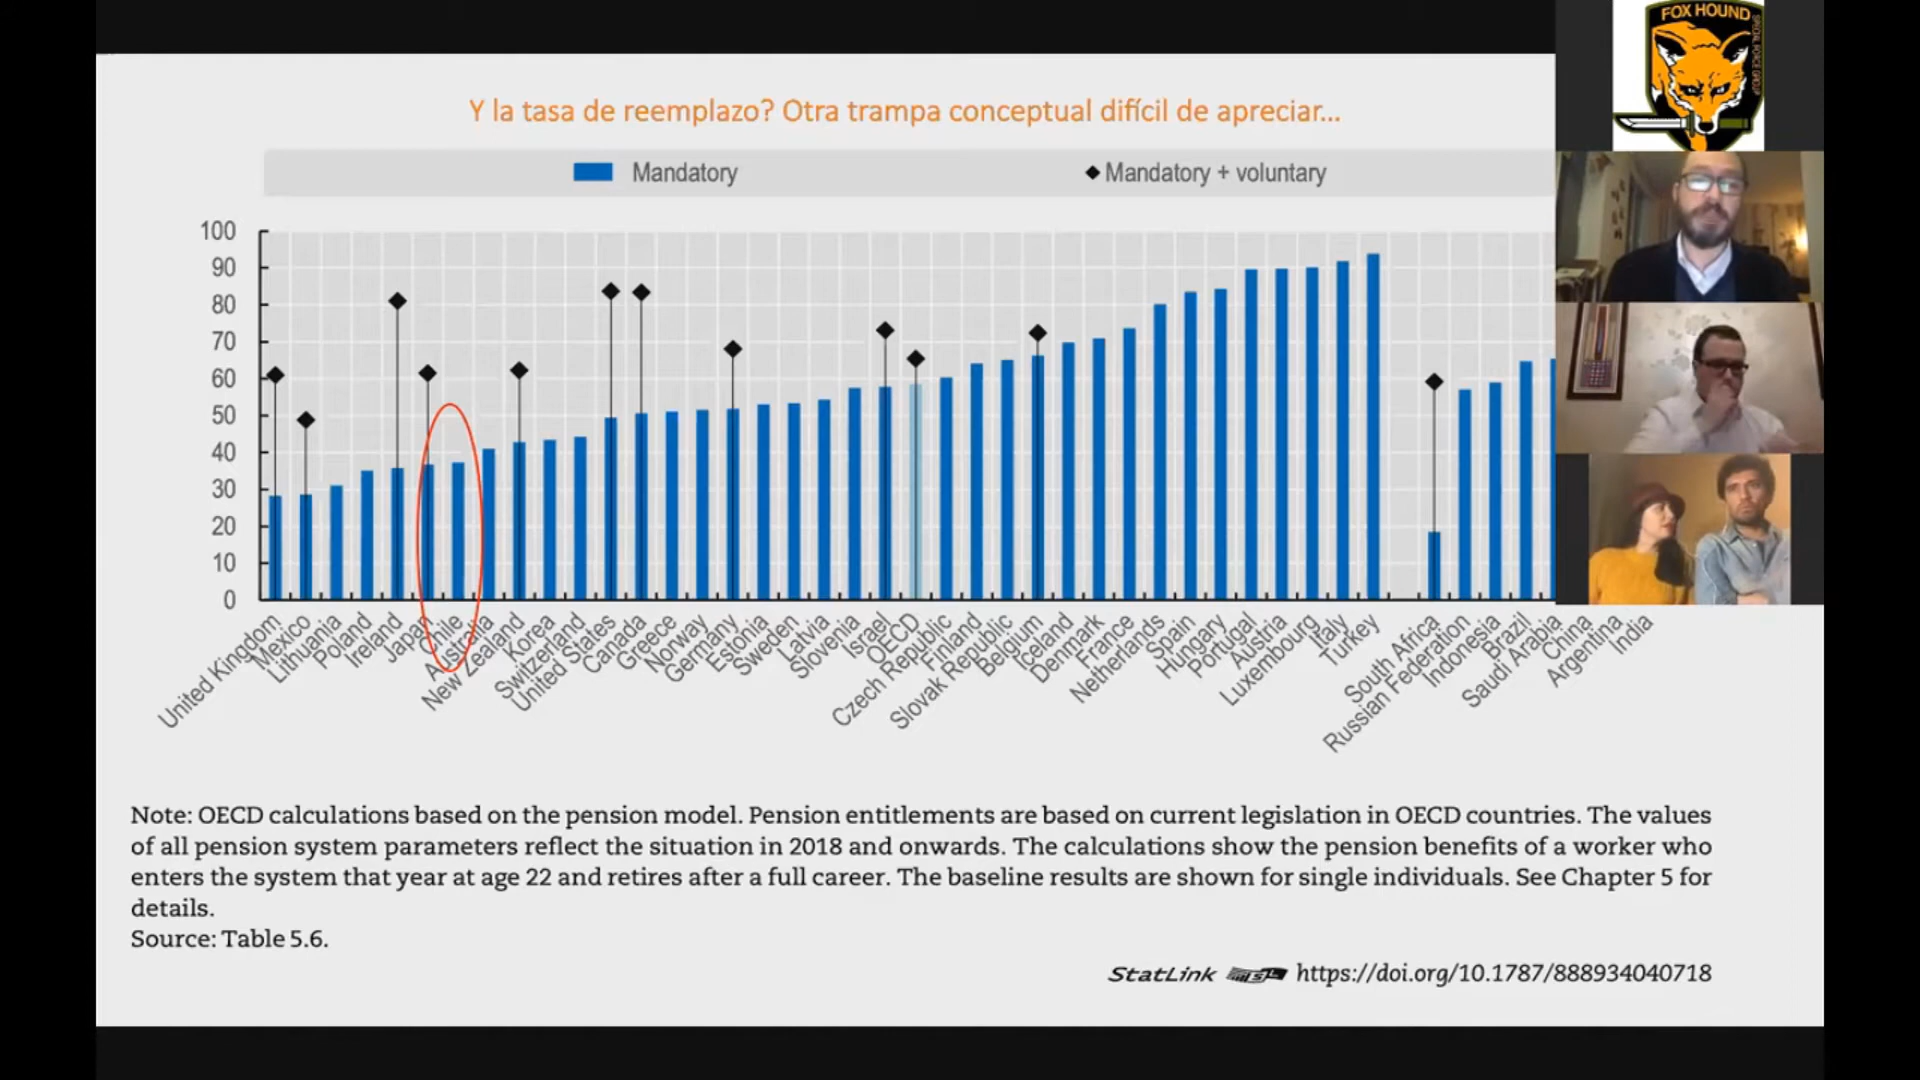 FOX HOUND
SPECIAL FORCE GROUP
Y la tasa de reemplazo? Otra trampa conceptual difícil de apreciar...
Mandatory
Mandatory + voluntary
100
90
80
70
60
50
40
30
20
10
0
United Kingdom
Mexico
Lithuania
Poland
Ireland
Japan
Chile
Australia
New Zealand
Korea
Switzerland
United States
Canada
Greece
Norway
Germany
Estonia
Sweden
Latvia
Slovenia
Israel
OECD
Czech Republic
Finland
Slovak Republic
Belgium
Iceland
Denmark
France
Netherlands
Spain
Hungary
Portugal
Austria
Luxembourg
Italy
Turkey
South Africa
Russian Federation
Indonesia
Brazil
Saudi Arabia
China
Argentina
India
Note: OECD calculations based on the pension model. Pension entitlements are based on current legislation in OECD countries. The values
of all pension system parameters reflect the situation in 2018 and onwards. The calculations show the pension benefits of a worker who
enters the system that year at age 22 and retires after a full career. The baseline results are shown for single individuals. See Chapter 5 for
details.
Source: Table 5.6.
StatLink https://doi.org/10.1787/888934040718